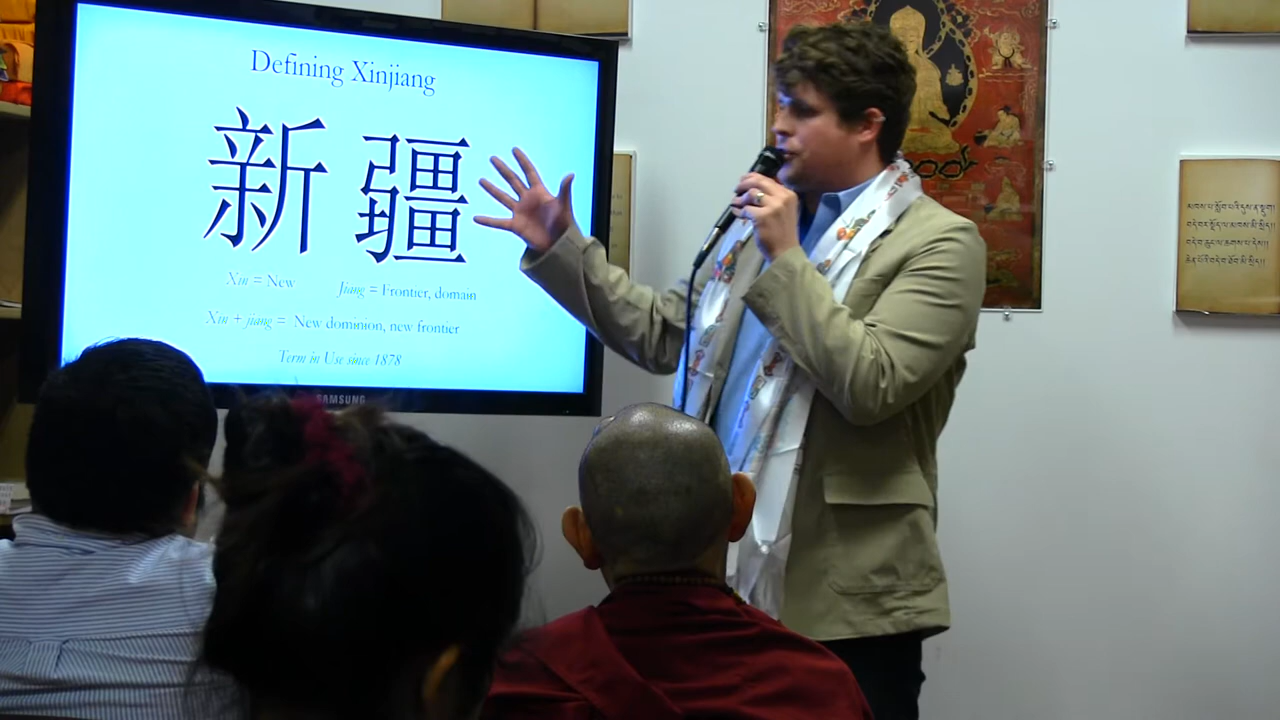 Defining Xinjiang
新疆
Xin = New Jiang = Frontier, domain
Xin + jiang = New dominion, new frontier
Term in Use since 1878
SAMSUNG